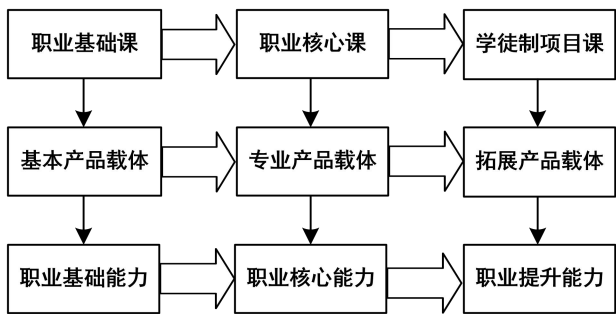 职业基础课
职业核心课
学徒制项目课
基本产品载体
专业产品载体
拓展产品载体
职业基础能力
职业核心能力
职业提升能力